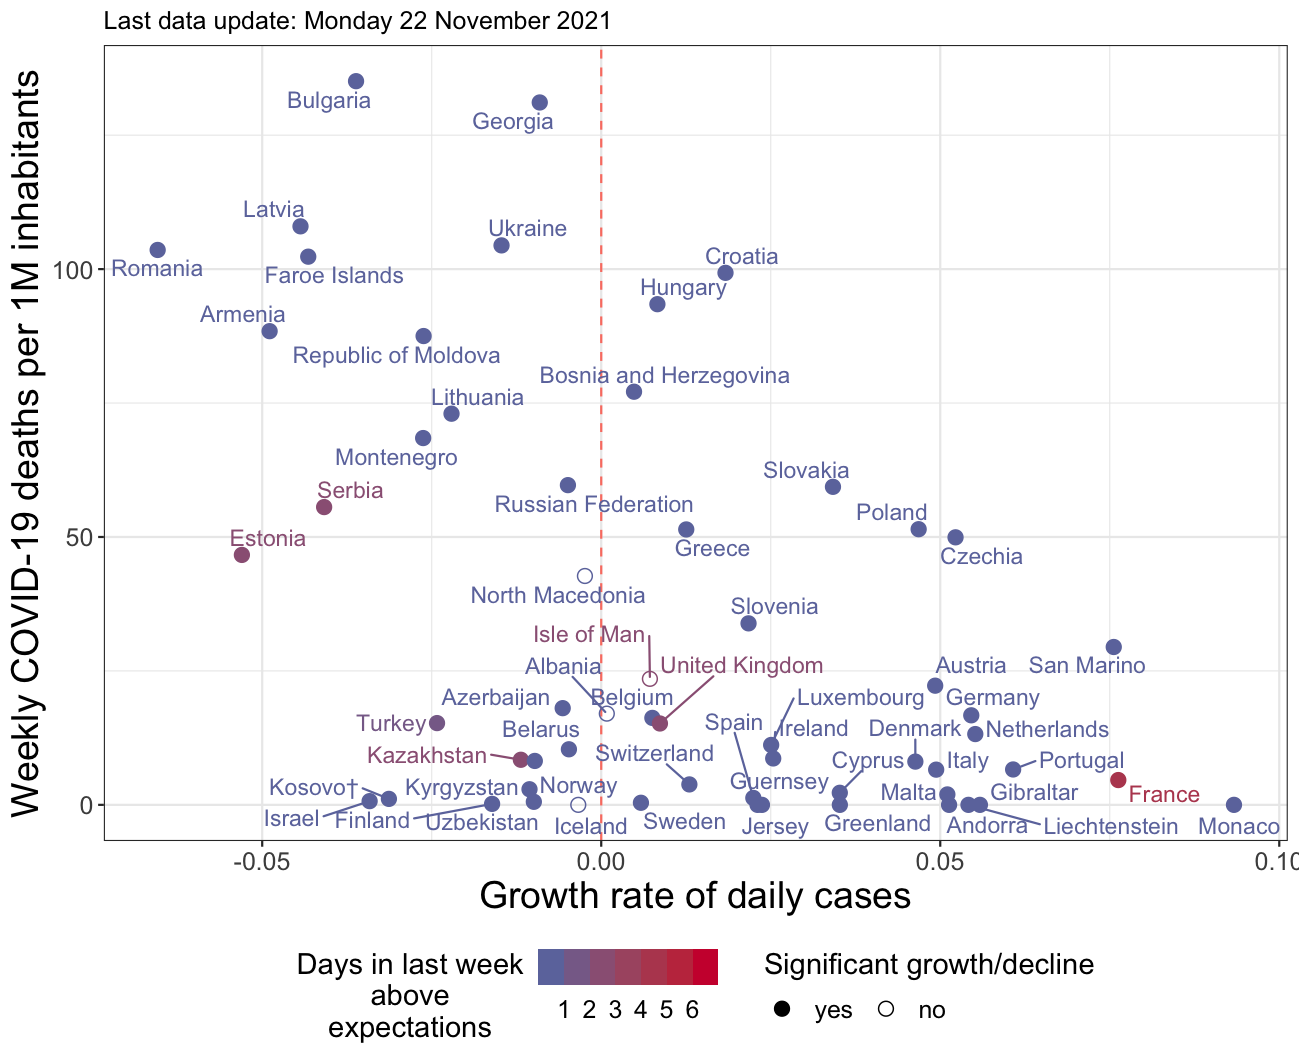 Last data update: Monday 22 November 2021
Weekly COVID-19 deaths per 1M inhabitants
Bulgaria
Georgia
Latvia
Ukraine
Romania
Faroe Islands
Croatia
100
Hungary
Armenia
Republic of Moldova
Bosnia and Herzegovina
Lithuania
Montenegro
Slovakia
Serbia
Russian Federation
Poland
50
Estonia
Greece
Czechia
North Macedonia
Slovenia
Isle of Man
Albania
United Kingdom
Austria
San Marino
Azerbaijan
Belgium
Luxembourg
Germany
Turkey
Belarus
Spain
Ireland
Denmark
Netherlands
Kazakhstan
Switzerland
Cyprus
Italy
Portugal
Kosovo†
Kyrgyzstan
Norway
Guernsey
Malta
Gibraltar
France
0
Israel
Finland
Uzbekistan
Iceland
Sweden
Jersey
Greenland
Andorra
Liechtenstein
Monaco
-0.05
0.00
0.05
0.10
Growth rate of daily cases
Days in last week
above
expectations
1 2 3 4 5 6
Significant growth/decline
yes
no